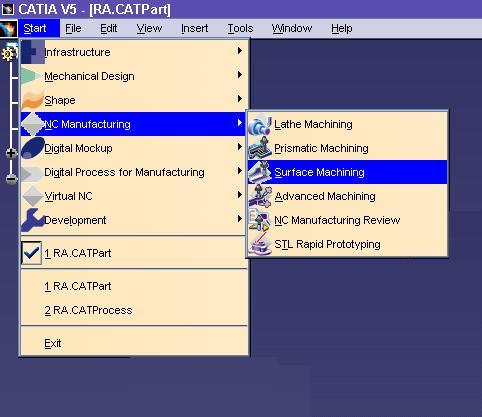 CATIA V5 - [RA.CATPart]
Start File Edit View Insert Tools Window Help
Infrastructure
Mechanical Design
Shape
NC Manufacturing
Digital Mockup
Digital Process for Manufacturing
Virtual NC
Development
1 RA.CATPart
1 RA.CATPart
2 RA.CATProcess
Exit
Lathe Machining
Prismatic Machining
Surface Machining
Advanced Machining
NC Manufacturing Review
STL Rapid Prototyping